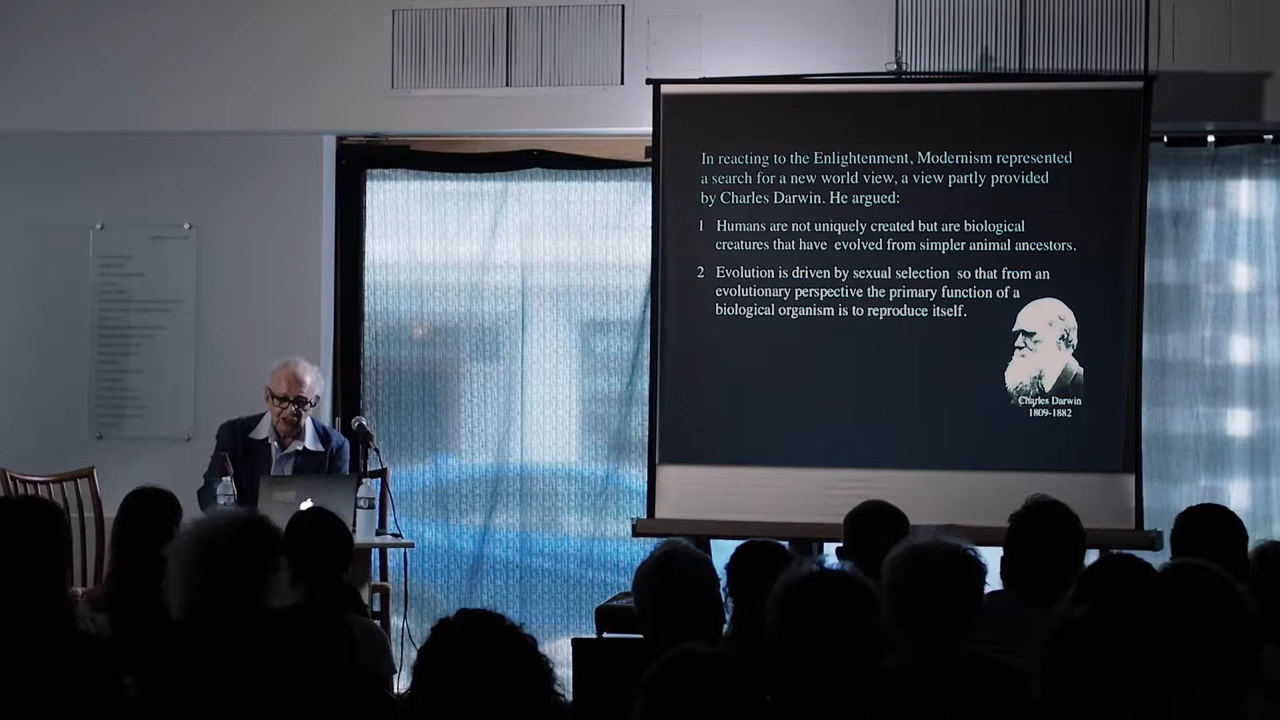 In reacting to the Enlightenment, Modernism represented
a search for a new world view, a view partly provided
by Charles Darwin. He argued:
1 Humans are not uniquely created but are biological
creatures that have evolved from simpler animal ancestors.
2 Evolution is driven by sexual selection so that from an
evolutionary perspective the primary function of a
biological organism is to reproduce itself.
Charles Darwin
1809-1882